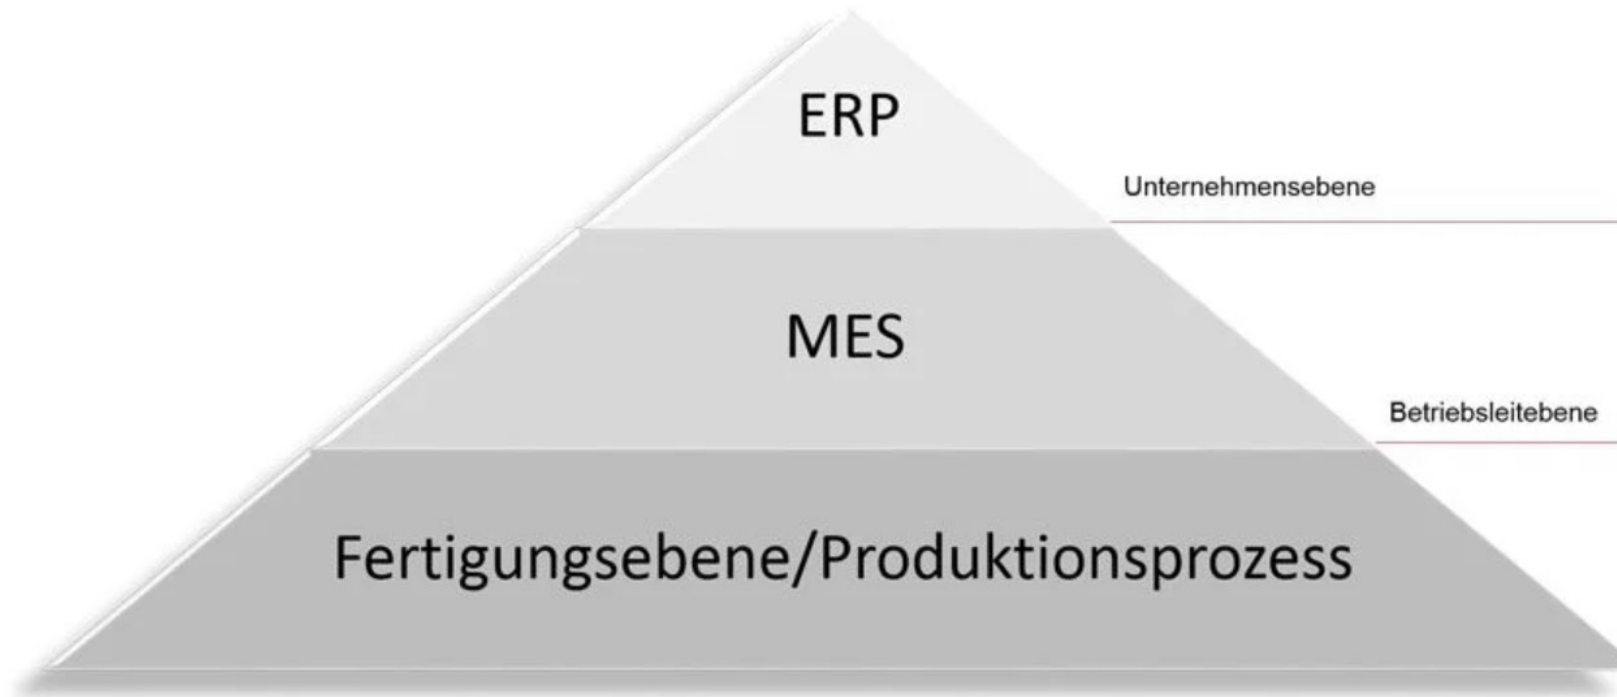 ERP
Unternehmensebene
MES
Betriebsleitebene
Fertigungsebene/Produktionsprozess